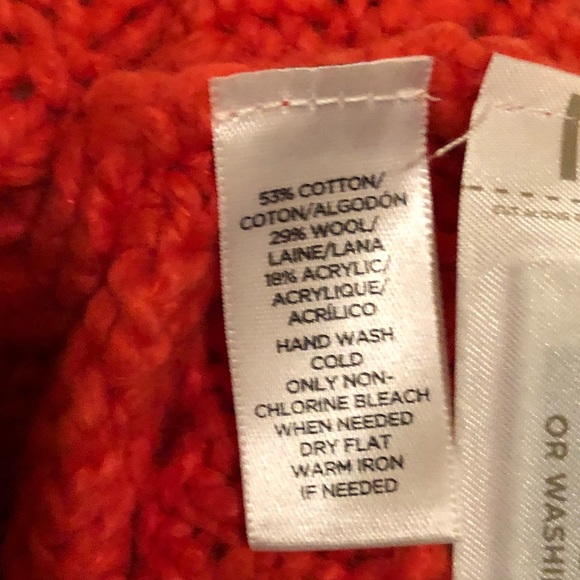 53% COTTON/
COTON/ALGODÓN
29% WOOL/
LAINE/LANA
18% ACRYLIC/
ACRYLIQUE/
ACRÍLICO
HAND WASH
COLD
ONLY NON-
CHLORINE BLEACH
WHEN NEEDED
DRY FLAT
WARM IRON
IF NEEDED
OR WASHI